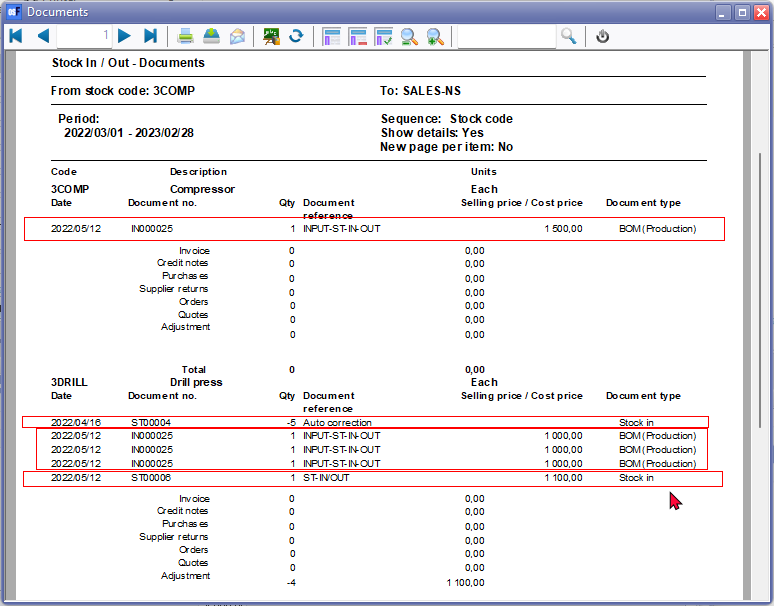 Documents
1
Stock In / Out - Documents
From stock code: 3COMP To: SALES-NS
Period: Sequence: Stock code
2022/03/01 - 2023/02/28 Show details: Yes
New page per item: No
Code Description Units
3COMP Compressor Each
Date Document no. Qty Document reference Selling price / Cost price Document type
2022/05/12 IN000025 1 INPUT-ST-IN-OUT 1 500,00 BOM (Production)
Invoice 0 0,00
Credit notes 0 0,00
Purchases 0 0,00
Supplier returns 0 0,00
Orders 0 0,00
Quotes 0 0,00
Adjustment 0 0,00
Total 0 0,00
3DRILL Drill press Each
Date Document no. Qty Document reference Selling price / Cost price Document type
2022/04/16 ST00004 -5 Auto correction Stock in
2022/05/12 IN000025 1 INPUT-ST-IN-OUT 1 000,00 BOM (Production)
2022/05/12 IN000025 1 INPUT-ST-IN-OUT 1 000,00 BOM (Production)
2022/05/12 IN000025 1 INPUT-ST-IN-OUT 1 000,00 BOM (Production)
2022/05/12 ST00006 1 ST-IN/OUT 1 100,00 Stock in
Invoice 0 0,00
Credit notes 0 0,00
Purchases 0 0,00
Supplier returns 0 0,00
Orders 0 0,00
Quotes 0 0,00
Adjustment -4 1 100,00